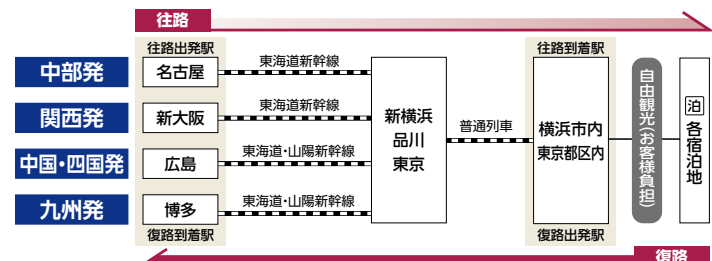 往路
往路出発駅
往路到着駅
中部発
名古屋
東海道新幹線
関西発
新大阪
東海道新幹線
中国・四国発
広島
東海道・山陽新幹線
九州発
博多
東海道・山陽新幹線
新横浜
品川
東京
普通列車
横浜市内
東京都区内
自由観光(お客様負担)
泊
各宿泊地
復路到着駅
復路出発駅
復路